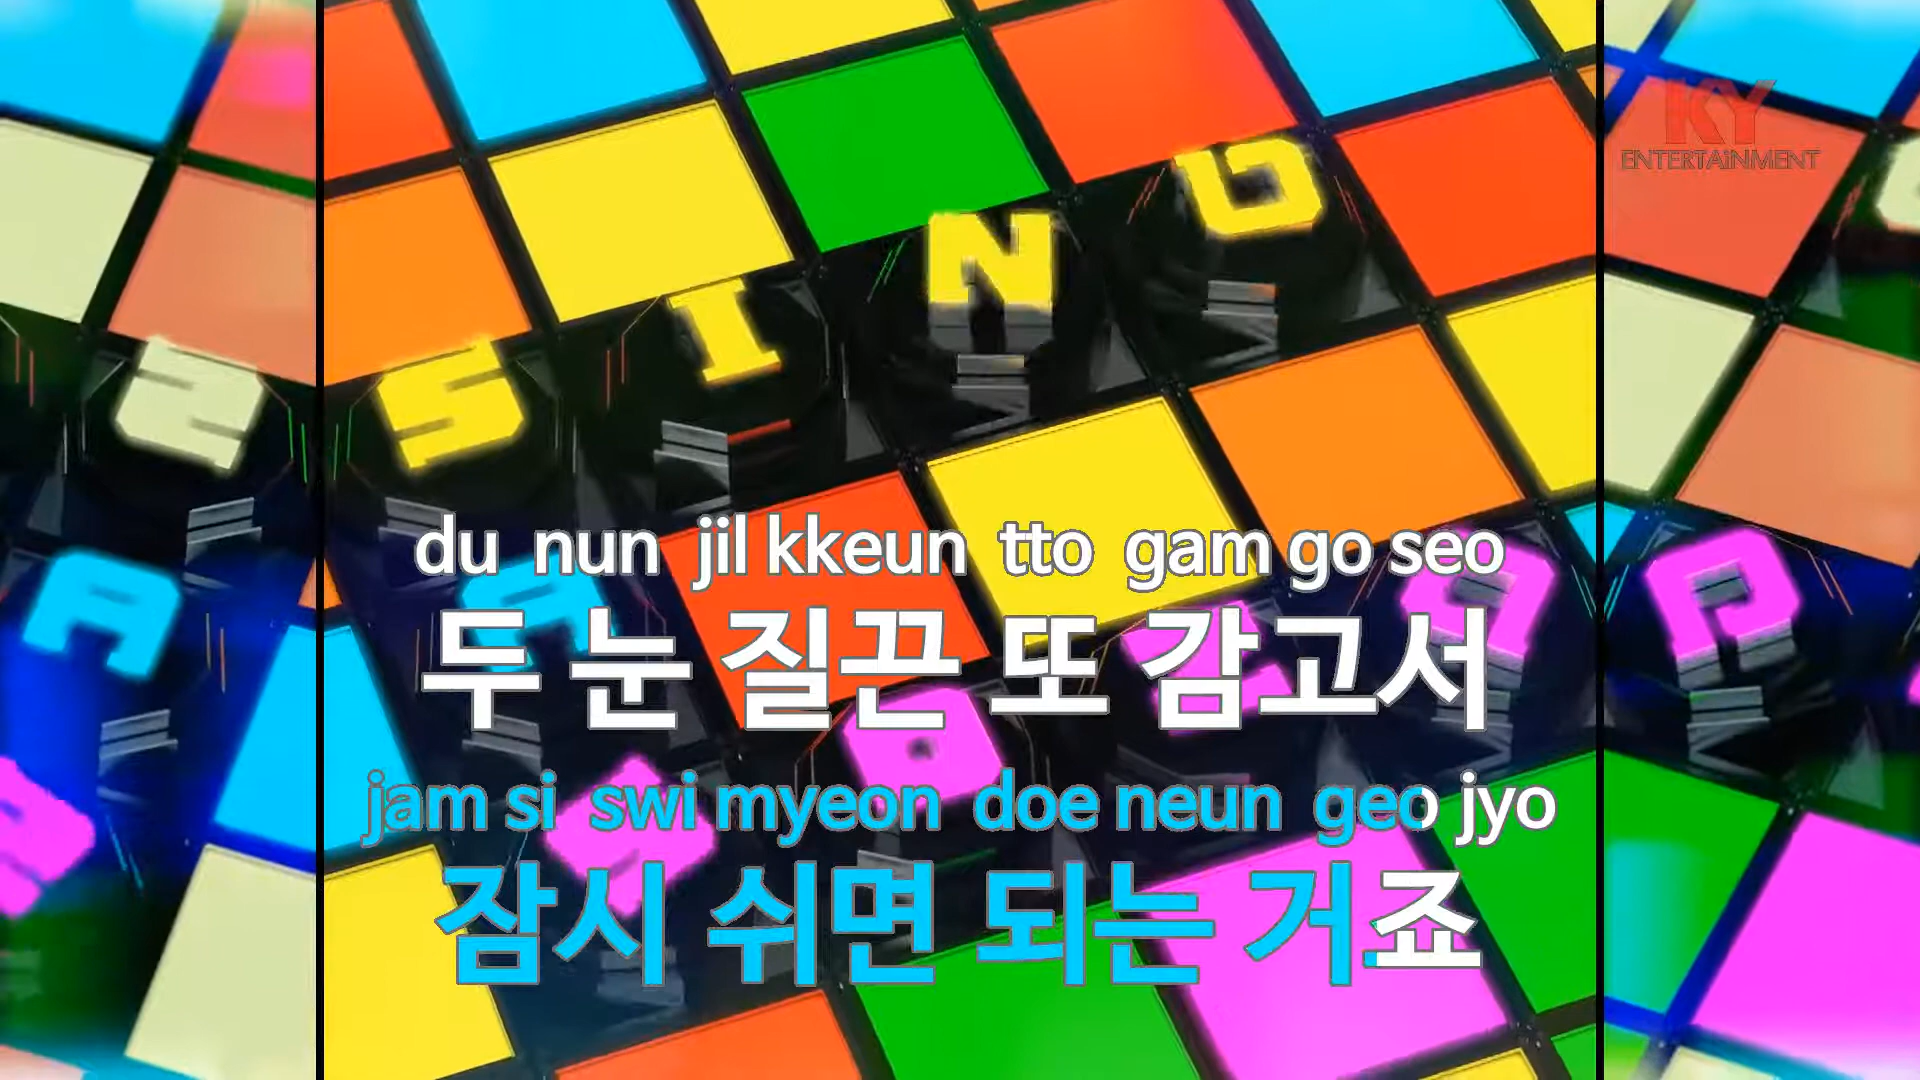 KY
ENTERTAiNMENT
SING
du nun jil kkeun tto gam go seo
두 눈 질끈 또 감고서
jam si swi myeon doe neun geo jyo
잠시 쉬면 되는 거죠